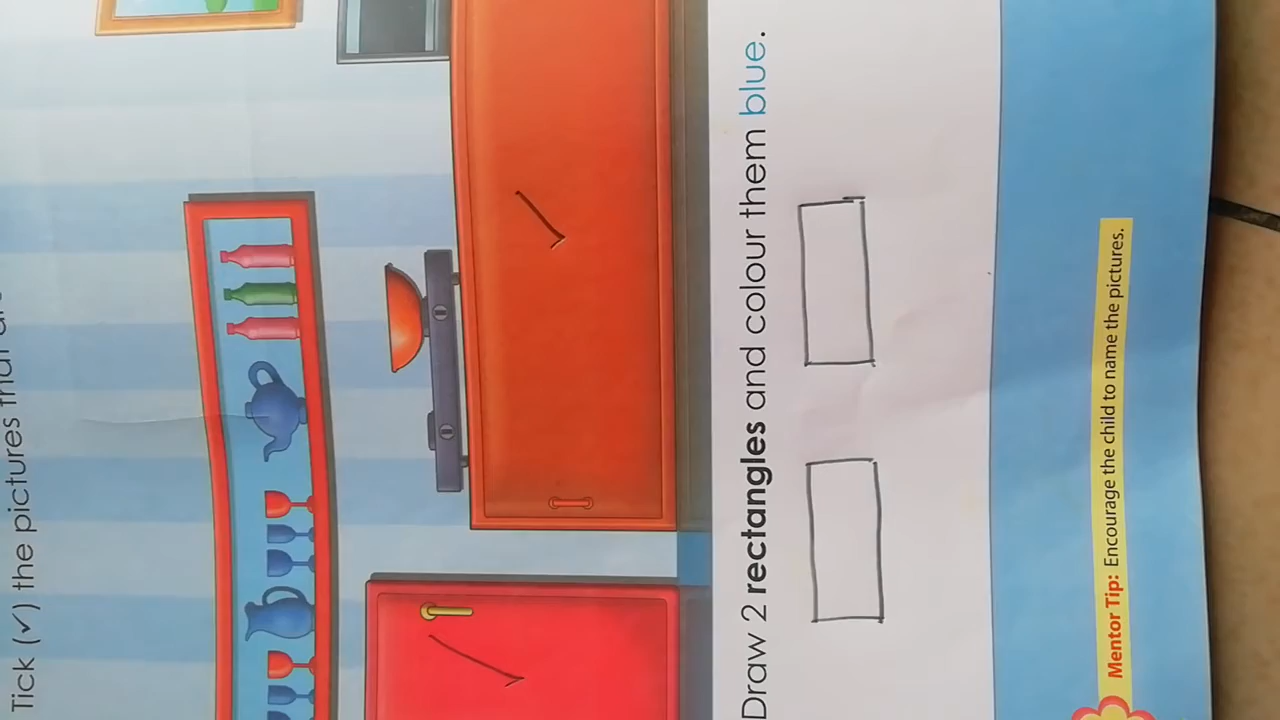 Tick (✓) the pictures that
Draw 2 rectangles and colour them blue.
Mentor Tip: Encourage the child to name the pictures.